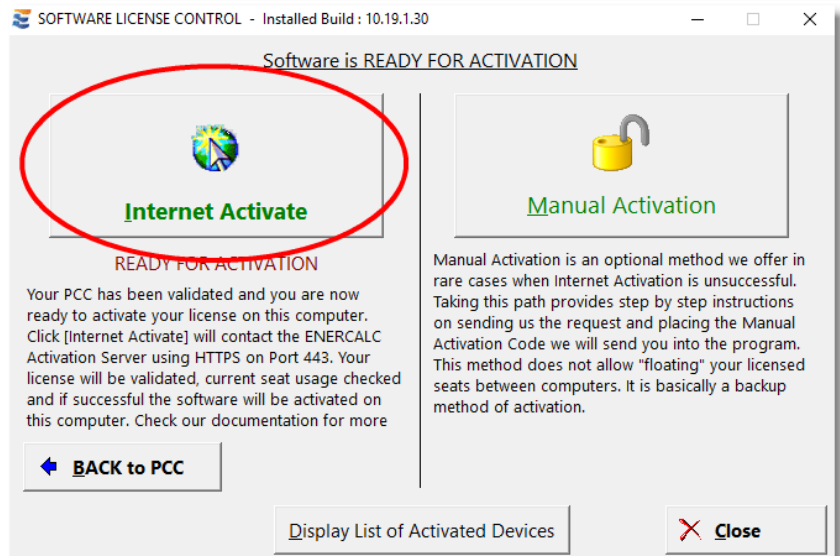 SOFTWARE LICENSE CONTROL - Installed Build : 10.19.1.30
Software is READY FOR ACTIVATION
Internet Activate
READY FOR ACTIVATION
Your PCC has been validated and you are now
ready to activate your license on this computer.
Click [Internet Activate] will contact the ENERCALC
Activation Server using HTTPS on Port 443. Your
license will be validated, current seat usage checked
and if successful the software will be activated on
this computer. Check our documentation for more
BACK to PCC
Manual Activation
Manual Activation is an optional method we offer in
rare cases when Internet Activation is unsuccessful.
Taking this path provides step by step instructions
on sending us the request and placing the Manual
Activation Code we will send you into the program.
This method does not allow "floating" your licensed
seats between computers. It is basically a backup
method of activation.
Display List of Activated Devices
Close